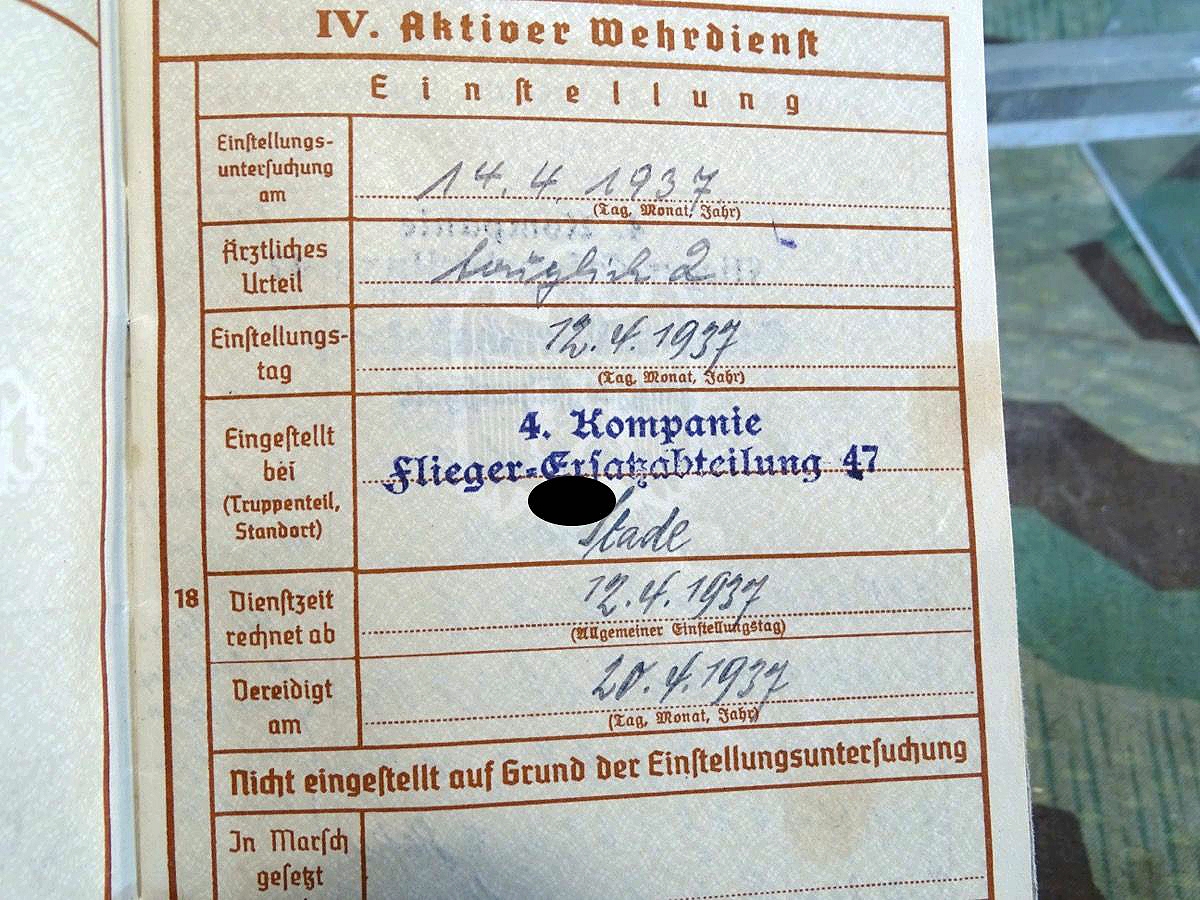 IV. Aktiver Wehrdienst
Einstellung
Einstellungs-
untersuchung
am
14. 4. 1937
(Tag, Monat, Jahr)
Ärztliches
Urteil
tauglich 2
Einstellungs-
tag
12. 4. 1937
(Tag, Monat, Jahr)
Eingestellt
bei
(Truppenteil,
Standort)
4. Kompanie
Flieger-Ersatzabteilung 47
Stade
18
Dienstzeit
rechnet ab
12. 4. 1937
(Allgemeiner Einstellungstag)
Vereidigt
am
20. 4. 1937
(Tag, Monat, Jahr)
Nicht eingestellt auf Grund der Einstellungsuntersuchung
In Marsch
gesetzt